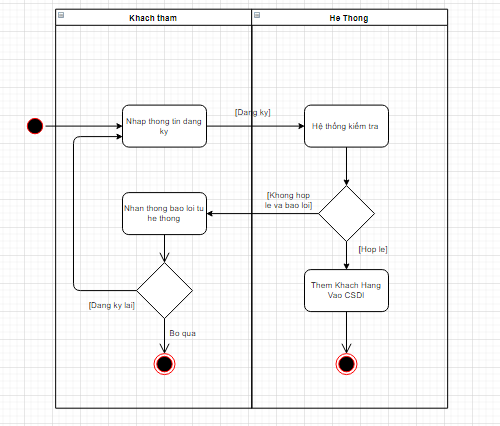 Khach tham
He Thong
Nhap thong tin dang
ky
[Dang ky]
Hệ thống kiểm tra
Nhan thong bao loi tu
he thong
[Khong hop
le va bao loi]
[Hop le]
[Dang ky lai]
Them Khach Hang
Vao CSDl
Bo qua